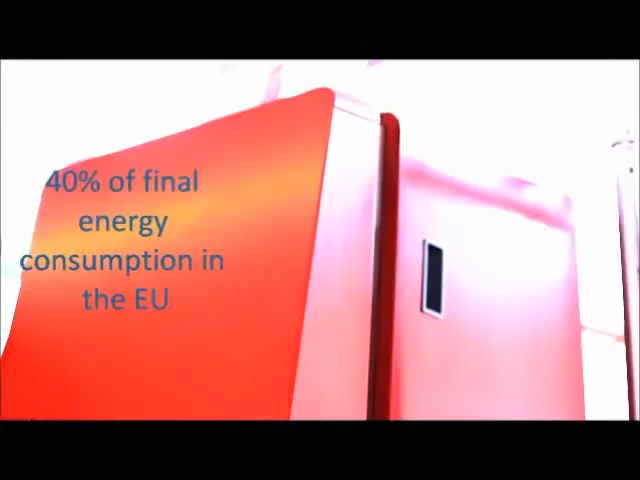 40% of final
energy
consumption in
the EU